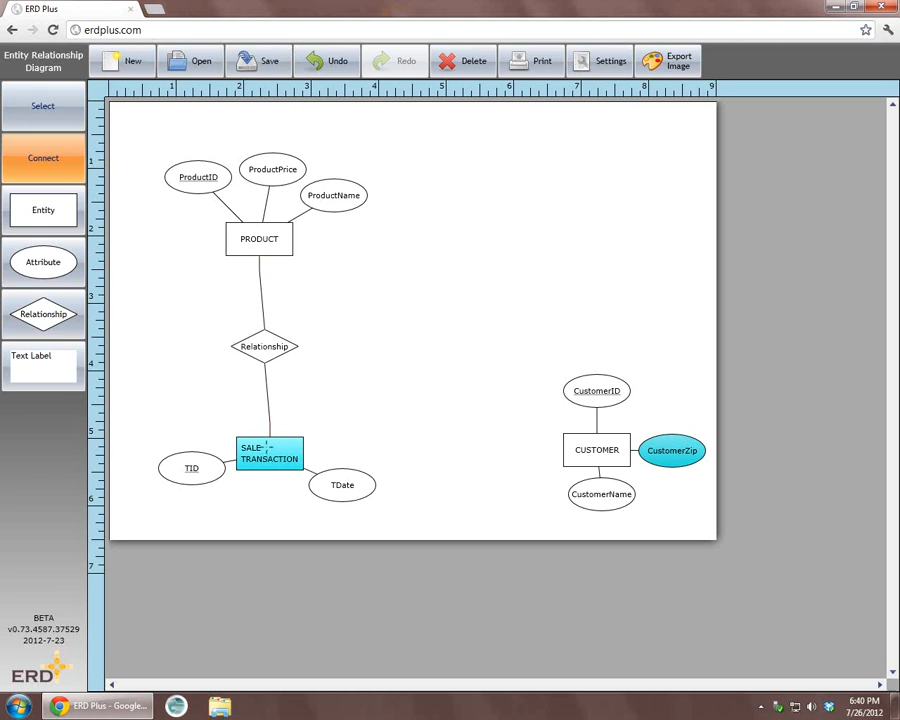 ERD Plus
erdplus.com
Entity Relationship
Diagram
New
Open
Save
Undo
Redo
Delete
Print
Settings
Export
Image
Select
Connect
Entity
Attribute
Relationship
Text Label
1 2 3 4 5 6 7 8 9
1
2
3
4
5
6
7
ProductID
ProductPrice
ProductName
PRODUCT
Relationship
SALE
TRANSACTION
TID
TDate
CustomerID
CUSTOMER
CustomerZip
CustomerName
BETA
v0.73.4587.37529
2012-7-23
ERD
ERD Plus - Google...
6:40 PM
7/26/2012